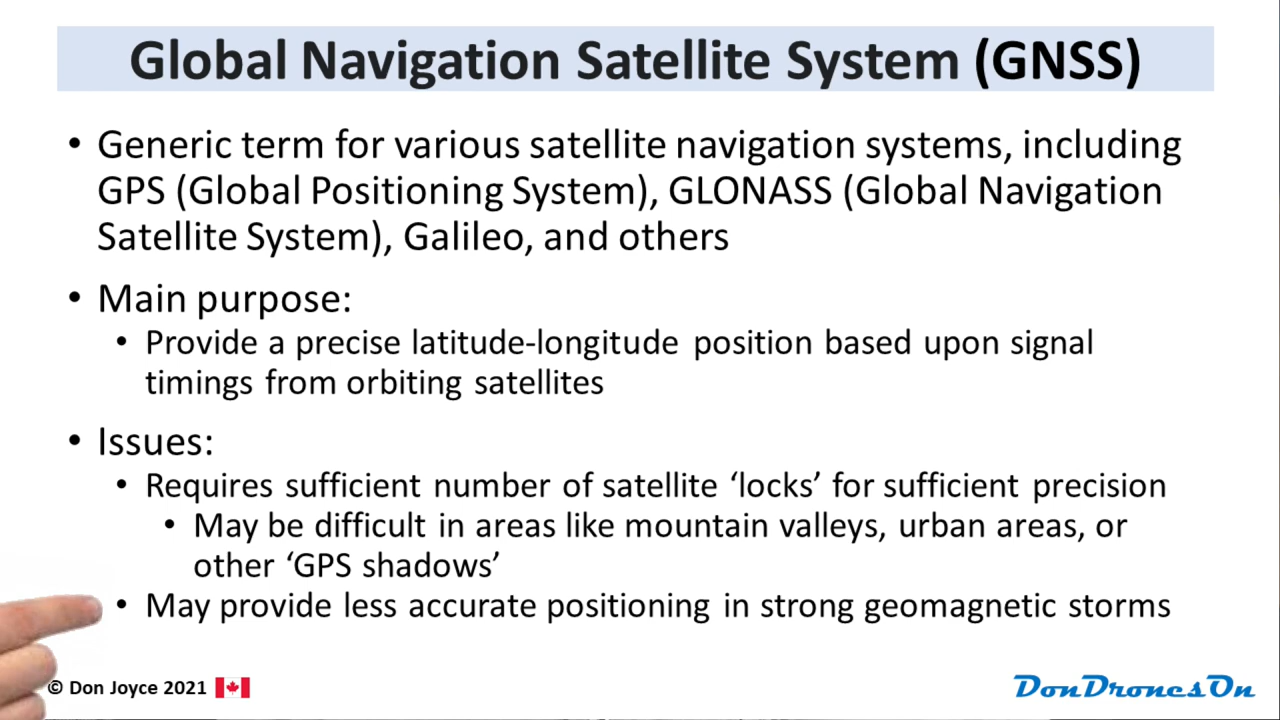 Global Navigation Satellite System (GNSS)
• Generic term for various satellite navigation systems, including
GPS (Global Positioning System), GLONASS (Global Navigation
Satellite System), Galileo, and others
• Main purpose:
• Provide a precise latitude-longitude position based upon signal
timings from orbiting satellites
• Issues:
• Requires sufficient number of satellite ‘locks’ for sufficient precision
• May be difficult in areas like mountain valleys, urban areas, or
other ‘GPS shadows’
• May provide less accurate positioning in strong geomagnetic storms
© Don Joyce 2021
DonDronesOn